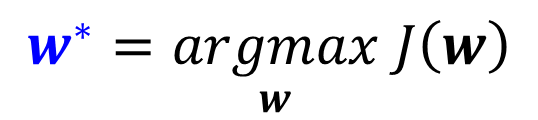 w* = argmax J(w)
w